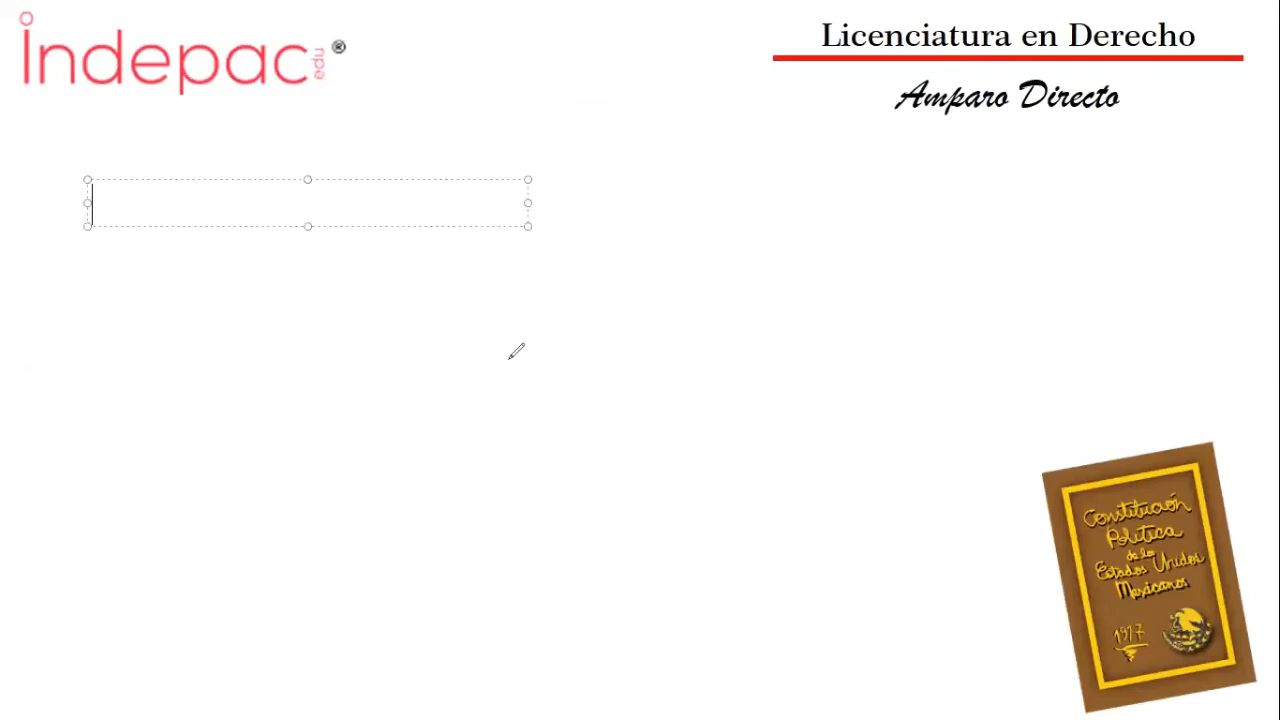 indepac edu ®
Licenciatura en Derecho
Amparo Directo
Constitución
Política
de los
Estados Unidos
Mexicanos
1917